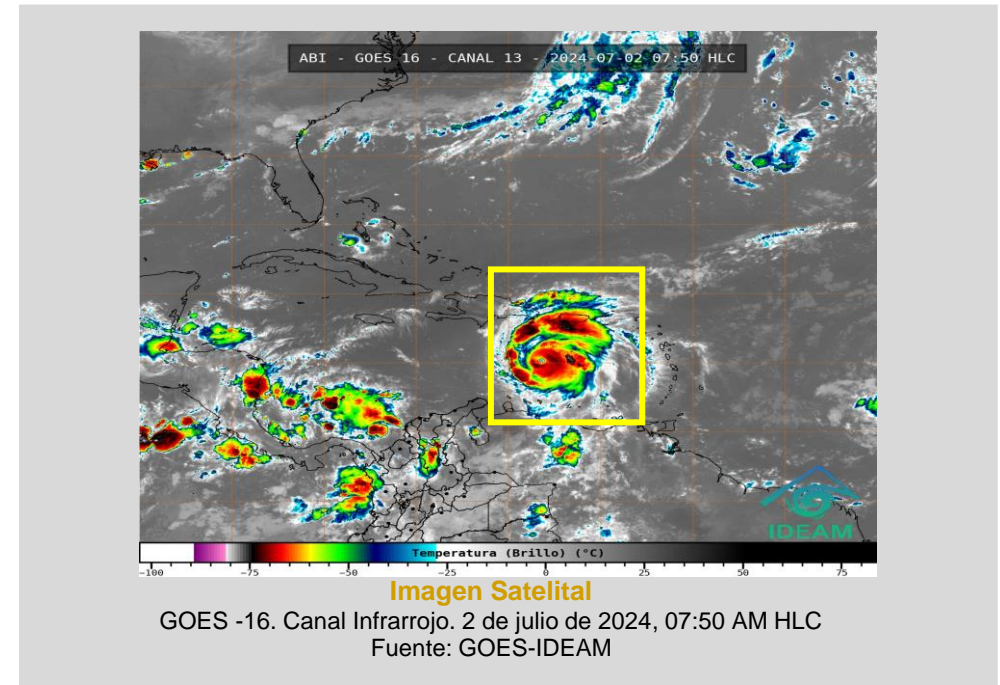 ABI - GOES 16 - CANAL 13 - 2024-07-02 07:50 HLC
IDEAM
Temperatura (Brillo) (°C)
−100 −75 −50 −25 0 25 50 75
Imagen Satelital
GOES -16. Canal Infrarrojo. 2 de julio de 2024, 07:50 AM HLC
Fuente: GOES-IDEAM